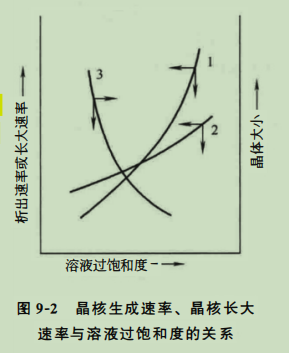 析出速率或长大速率
3
1
2
晶体大小
溶液过饱和度
图 9-2 晶核生成速率、晶核长大
速率与溶液过饱和度的关系